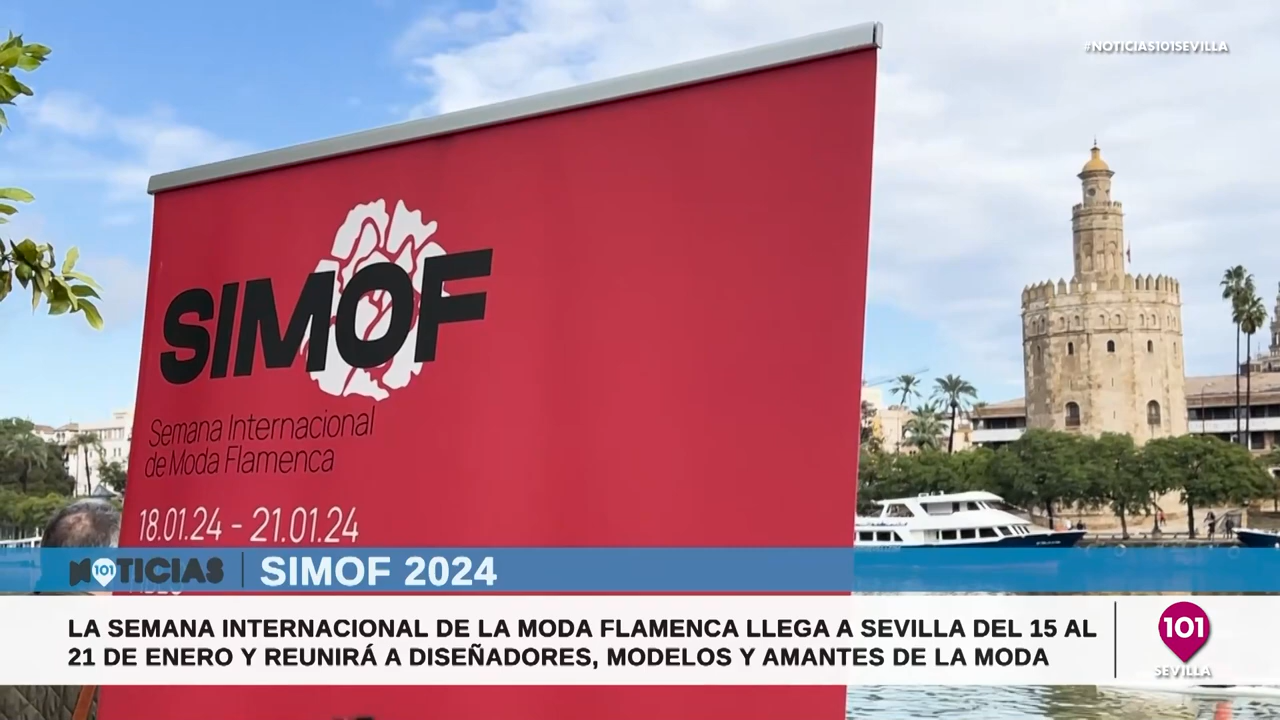 #NOTICIAS101SEVILLA
SIMOF
Semana Internacional
de Moda Flamenca
18.01.24 - 21.01.24
NOTICIAS 101
SIMOF 2024
LA SEMANA INTERNACIONAL DE LA MODA FLAMENCA LLEGA A SEVILLA DEL 15 AL
21 DE ENERO Y REUNIRÁ A DISEÑADORES, MODELOS Y AMANTES DE LA MODA
101
SEVILLA